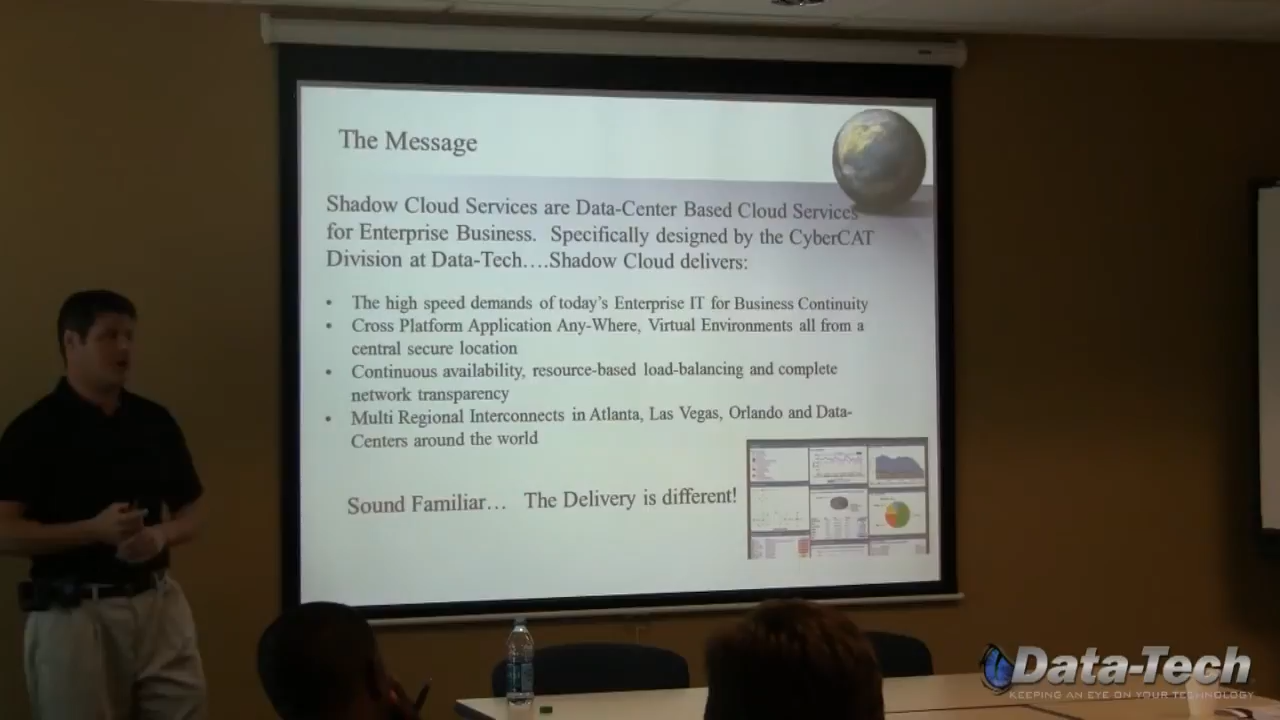 The Message
Shadow Cloud Services are Data-Center Based Cloud Services
for Enterprise Business. Specifically designed by the CyberCAT
Division at Data-Tech....Shadow Cloud delivers:
• The high speed demands of today's Enterprise IT for Business Continuity
• Cross Platform Application Any-Where, Virtual Environments all from a
central secure location
• Continuous availability, resource-based load-balancing and complete
network transparency
• Multi Regional Interconnects in Atlanta, Las Vegas, Orlando and Data-
Centers around the world
Sound Familiar... The Delivery is different!
Data-Tech
KEEPING AN EYE ON YOUR TECHNOLOGY